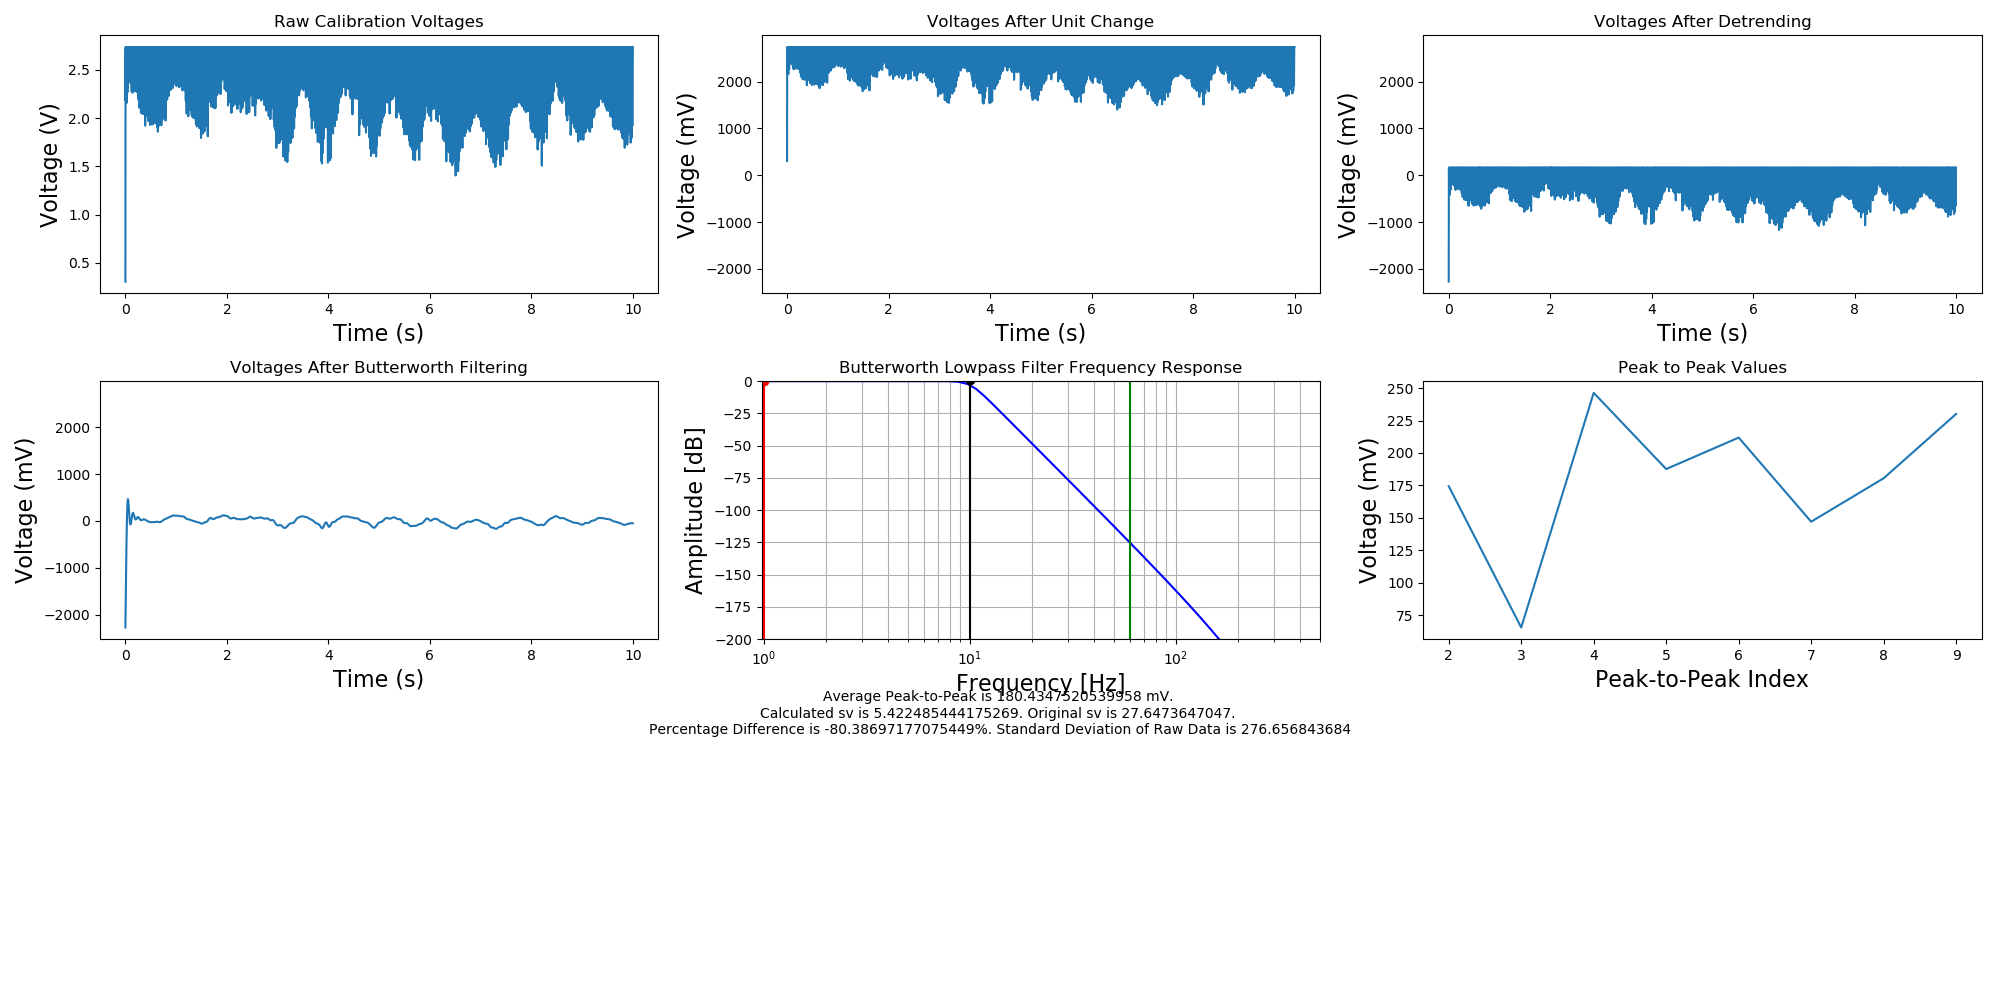 Raw Calibration Voltages
Voltage (V)
2.5
2.0
1.5
1.0
0.5
0 2 4 6 8 10
Time (s)
Voltages After Unit Change
Voltage (mV)
2000
1000
0
−1000
−2000
0 2 4 6 8 10
Time (s)
Voltages After Detrending
Voltage (mV)
2000
1000
0
−1000
−2000
0 2 4 6 8 10
Time (s)
Voltages After Butterworth Filtering
Voltage (mV)
2000
1000
0
−1000
−2000
0 2 4 6 8 10
Time (s)
Butterworth Lowpass Filter Frequency Response
Amplitude [dB]
0
−25
−50
−75
−100
−125
−150
−175
−200
10⁰ 10¹ 10²
Frequency [Hz]
Peak to Peak Values
Voltage (mV)
250
225
200
175
150
125
100
75
2 3 4 5 6 7 8 9
Peak-to-Peak Index
Average Peak-to-Peak is 180.4347520539958 mV.
Calculated sv is 5.422485444175269. Original sv is 27.6473647047.
Percentage Difference is -80.38697177075449%. Standard Deviation of Raw Data is 276.656843684